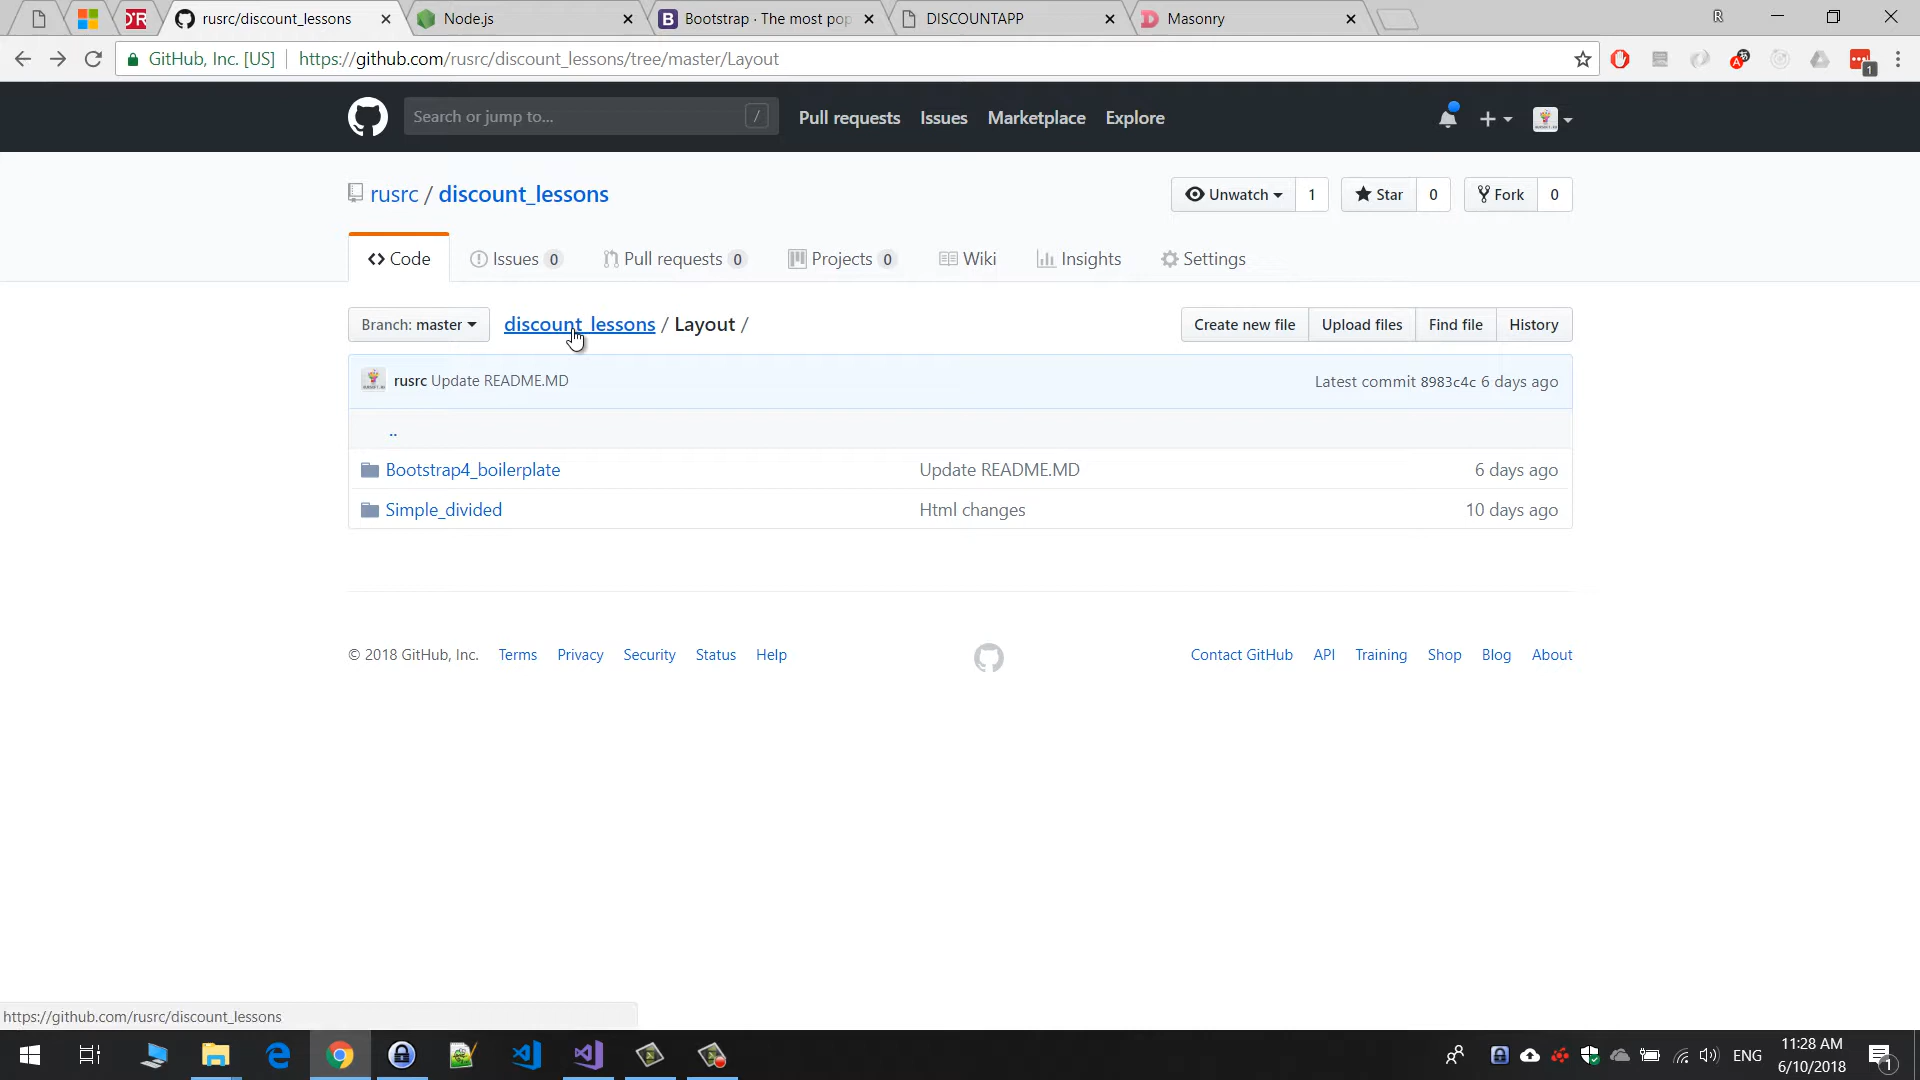 rusrc/discount_lessons
Node.js
Bootstrap · The most pop
DISCOUNTAPP
Masonry
GitHub, Inc. [US]
https://github.com/rusrc/discount_lessons/tree/master/Layout
Search or jump to...
/
Pull requests
Issues
Marketplace
Explore
rusrc / discount_lessons
Unwatch 1
Star 0
Fork 0
Code
Issues 0
Pull requests 0
Projects 0
Wiki
Insights
Settings
Branch: master
discount_lessons / Layout /
Create new file
Upload files
Find file
History
rusrc Update README.MD
Latest commit 8983c4c 6 days ago
..
Bootstrap4_boilerplate
Update README.MD
6 days ago
Simple_divided
Html changes
10 days ago
© 2018 GitHub, Inc.
Terms
Privacy
Security
Status
Help
Contact GitHub
API
Training
Shop
Blog
About
https://github.com/rusrc/discount_lessons
ENG
11:28 AM
6/10/2018
1